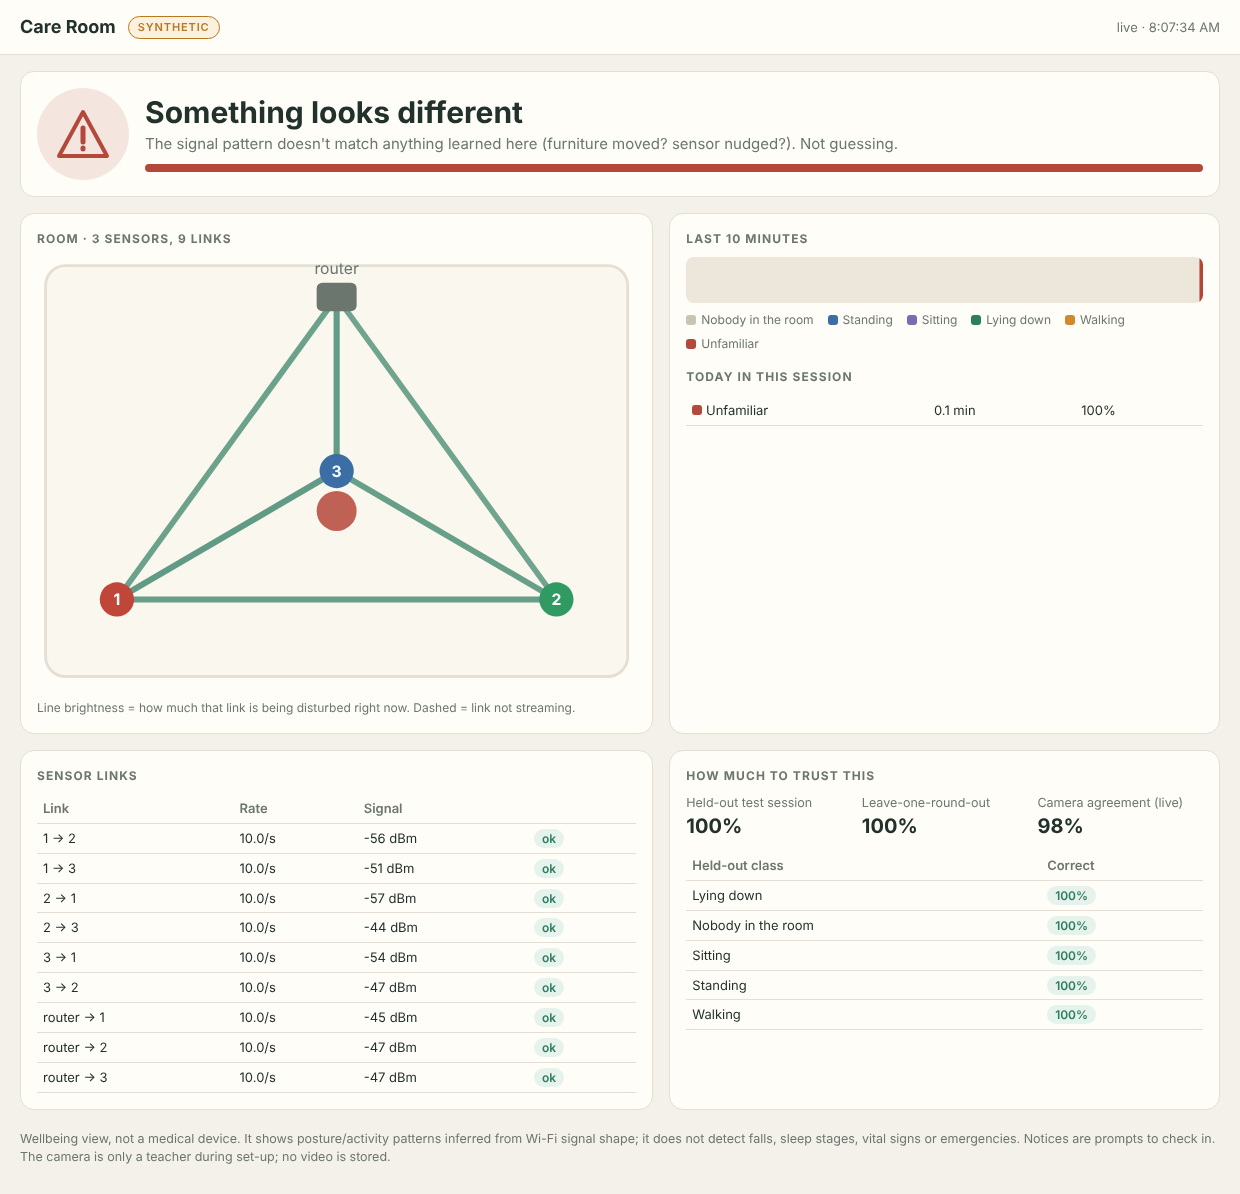 Care Room
SYNTHETIC
live · 8:07:34 AM
Something looks different
The signal pattern doesn't match anything learned here (furniture moved? sensor nudged?). Not guessing.
ROOM · 3 SENSORS, 9 LINKS
router
3
1
2
Line brightness = how much that link is being disturbed right now. Dashed = link not streaming.
LAST 10 MINUTES
Nobody in the room Standing Sitting Lying down Walking
Unfamiliar
TODAY IN THIS SESSION
Unfamiliar 0.1 min 100%
SENSOR LINKS
Link Rate Signal
1 → 2 10.0/s -56 dBm ok
1 → 3 10.0/s -51 dBm ok
2 → 1 10.0/s -57 dBm ok
2 → 3 10.0/s -44 dBm ok
3 → 1 10.0/s -54 dBm ok
3 → 2 10.0/s -47 dBm ok
router → 1 10.0/s -45 dBm ok
router → 2 10.0/s -47 dBm ok
router → 3 10.0/s -47 dBm ok
HOW MUCH TO TRUST THIS
Held-out test session Leave-one-round-out Camera agreement (live)
100% 100% 98%
Held-out class Correct
Lying down 100%
Nobody in the room 100%
Sitting 100%
Standing 100%
Walking 100%
Wellbeing view, not a medical device. It shows posture/activity patterns inferred from Wi-Fi signal shape; it does not detect falls, sleep stages, vital signs or emergencies. Notices are prompts to check in.
The camera is only a teacher during set-up; no video is stored.